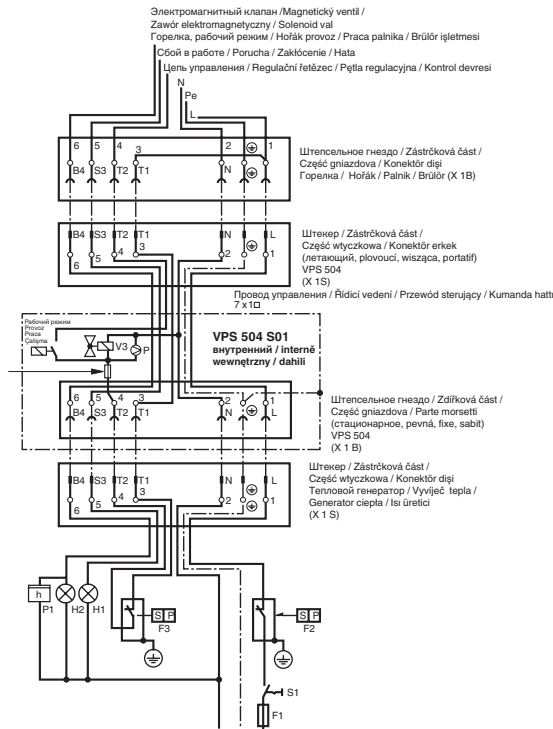 Электромагнитный клапан /Magnetický ventil /
Zawór elektromagnetyczny / Solenoid val
Горелка, рабочий режим / Hořák provoz / Praca palnika / Brülör işletmesi
Сбой в работе / Porucha / Zakłócenie / Hata
Цепь управления / Regulační řetězec / Pętla regulacyjna / Kontrol devresi
N
Pe
L
6 5 4 3 2 1
B4 S3 T2 T1 N
Штепсельное гнездо / Zástrčková část /
Część gniazdova / Konektör dişi
Горелка / Hořák / Palnik / Brülör (X 1B)
B4 S3 T2 T1 N L
6 5 4 3 2 1
Штекер / Zástrčková část /
Część wtyczkowa / Konektör erkek
(летающий, plovoucí, wisząca, portatif)
VPS 504
(X 1S)
Провод управления / Řídicí vedení / Przewód sterujący / Kumanda hattı
7 x 1
Рабочий режим
Provoz
Praca
Çalişma
V3
P
VPS 504 S01
внутренний / interně
wewnętrzny / dahili
6 5 4 3 2 1
B4 S3 T2 T1 N L
Штепсельное гнездо / Zdířková část /
Część gniazdova / Parte morsetti
(стационарное, pevná, fixe, sabit)
VPS 504
(X 1 B)
B4 S3 T2 T1 N L
6 5 4 3 2 1
Штекер / Zástrčková část /
Część wtyczkowa / Konektör dişi
Тепловой генератор / Vyvíječ tepla /
Generator ciepła / Isı üretici
(X 1 S)
h
P1 H2 H1
S P
F3
S P
F2
S1
F1